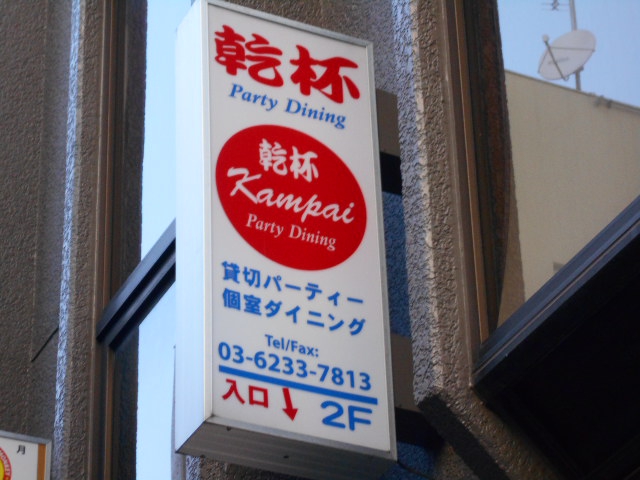 乾杯
Party Dining
乾杯
Kampai
Party Dining
貸切パーティー
個室ダイニング
Tel/Fax:
03-6233-7813
入口↓ 2F
月